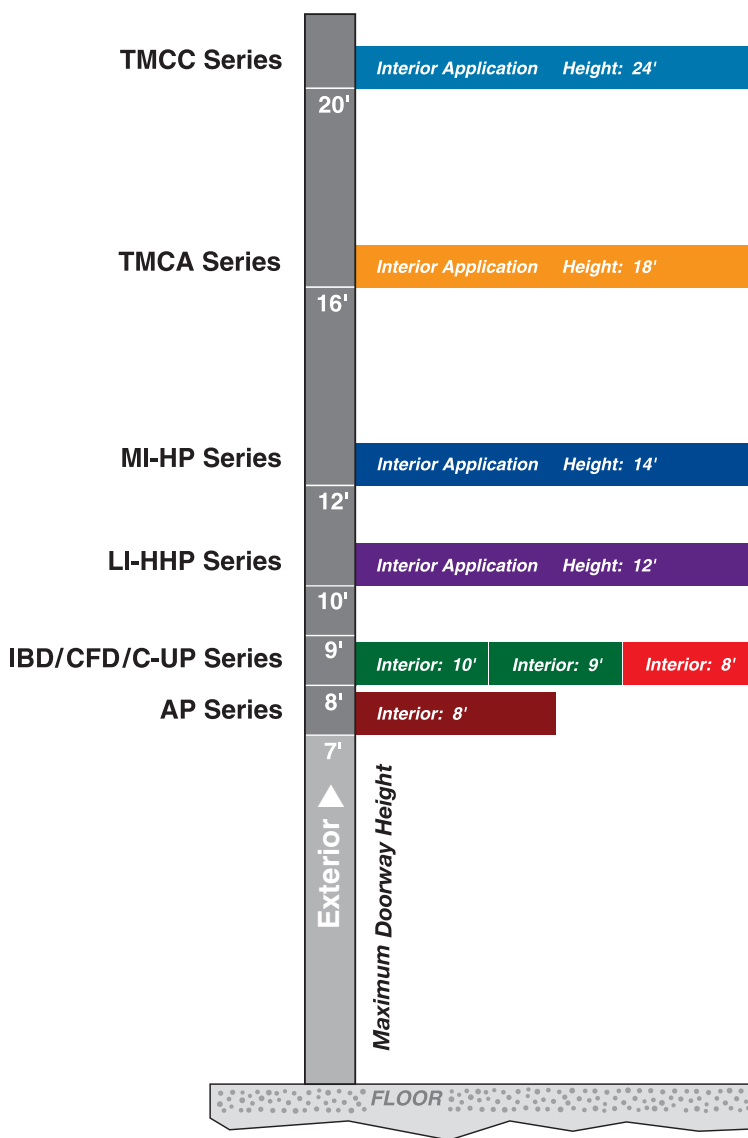 TMCC Series
Interior Application Height: 24'
20'
TMCA Series
Interior Application Height: 18'
16'
MI-HP Series
Interior Application Height: 14'
12'
LI-HHP Series
Interior Application Height: 12'
10'
IBD/CFD/C-UP Series
9'
Interior: 10'
Interior: 9'
Interior: 8'
AP Series
8'
Interior: 8'
7'
Exterior
Maximum Doorway Height
FLOOR